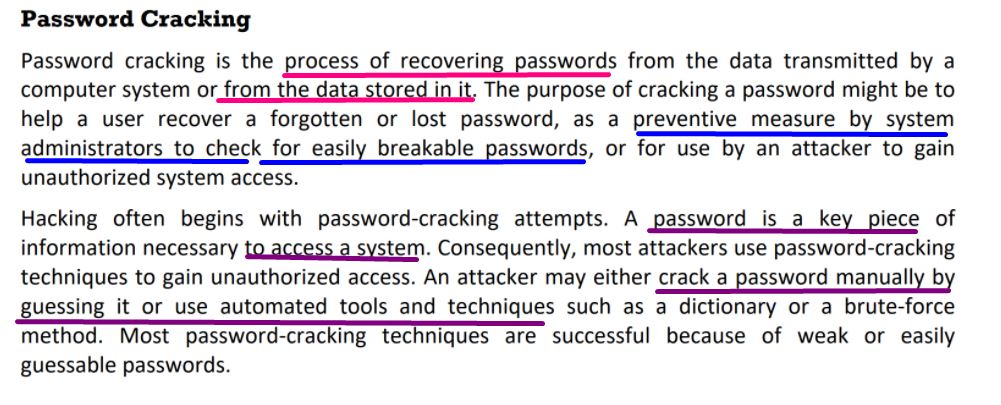 Password Cracking
Password cracking is the process of recovering passwords from the data transmitted by a
computer system or from the data stored in it. The purpose of cracking a password might be to
help a user recover a forgotten or lost password, as a preventive measure by system
administrators to check for easily breakable passwords, or for use by an attacker to gain
unauthorized system access.
Hacking often begins with password-cracking attempts. A password is a key piece of
information necessary to access a system. Consequently, most attackers use password-cracking
techniques to gain unauthorized access. An attacker may either crack a password manually by
guessing it or use automated tools and techniques such as a dictionary or a brute-force
method. Most password-cracking techniques are successful because of weak or easily
guessable passwords.